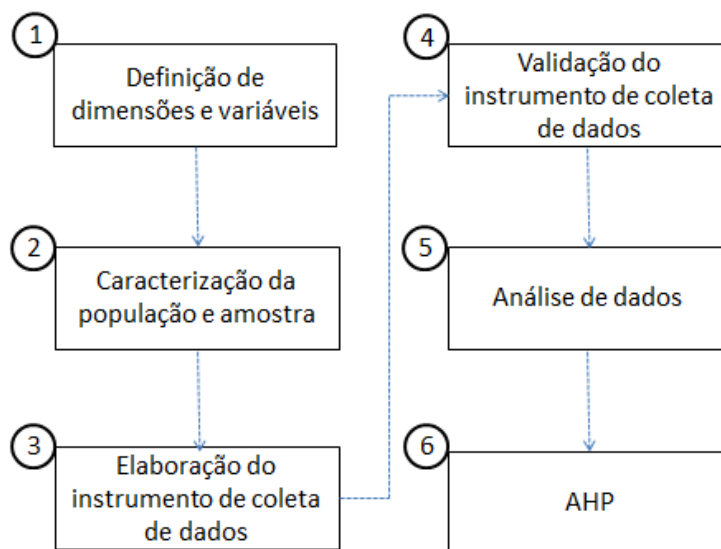 1
Definição de
dimensões e variáveis
2
Caracterização da
população e amostra
3
Elaboração do
instrumento de coleta
de dados
4
Validação do
instrumento de coleta
de dados
5
Análise de dados
6
AHP